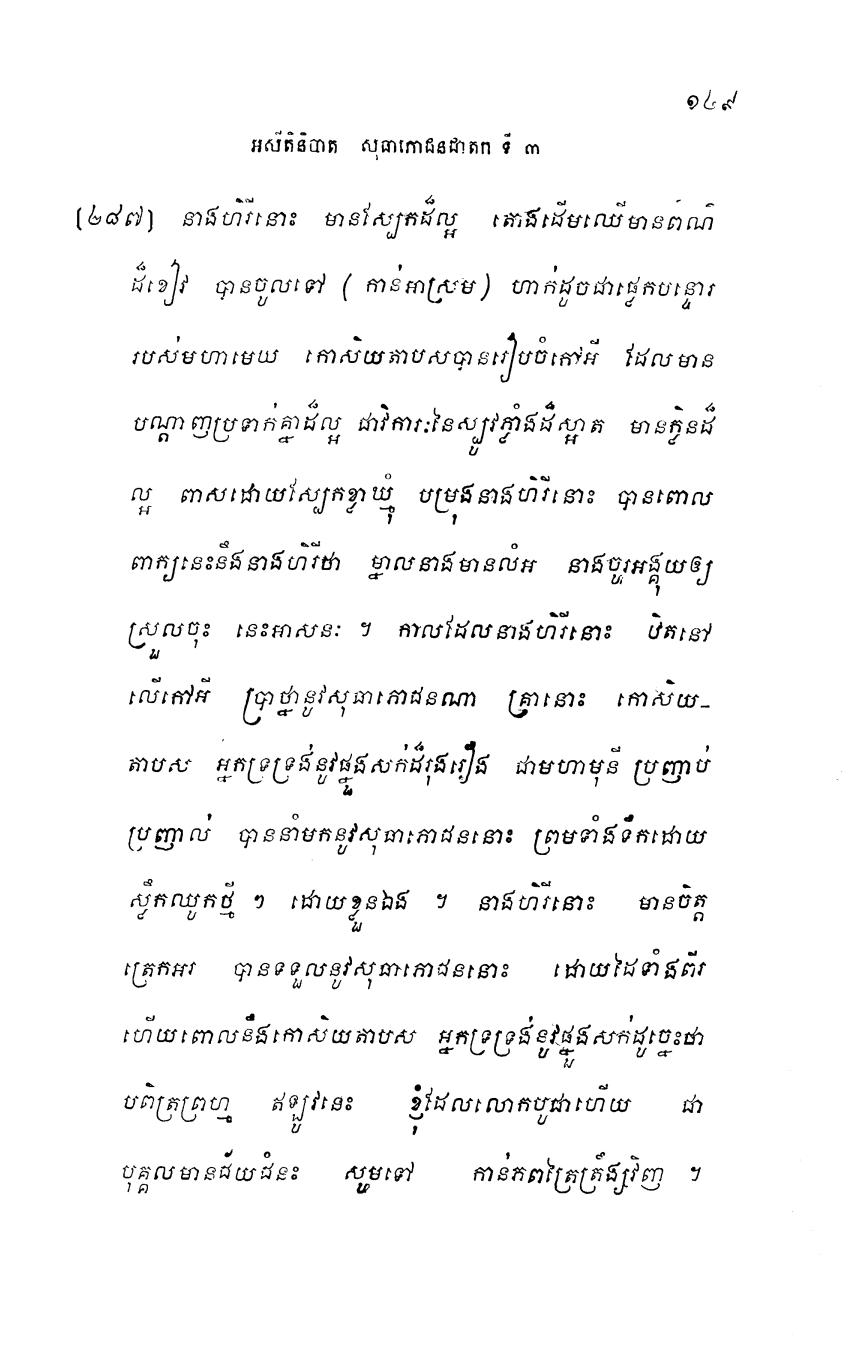 ១៤៩
អសីតិនិបាត សុធាភោជនជាតក ទី ៣
(២៨៧) នាងហិរីនោះ មានស្បែកដ៏ល្អ តោងដើមឈើមានពណ៌
ដ៏ខៀវ បានចូលទៅ ( កាន់អាស្រម ) ហាក់ដូចជាផ្លេកបន្ទោរ
របស់មហាមេឃ កោសិយតាបសបានរៀបចំកៅអី ដែលមាន
បណ្តាញប្រទាក់គ្នាដ៏ល្អ ជាវិការៈនៃស្បូវភ្លាំងដ៏ស្អាត មានក្លិនដ៏
ល្អ ពាសដោយស្បែកខ្លាឃ្មុំ បម្រុងនាងហិរីនោះ បានពោល
ពាក្យនេះនឹងនាងហិរីថា ម្នាលនាងមានលំអ នាងចូរអង្គុយឲ្យ
ស្រួលចុះ នេះអាសនៈ ។ កាលដែលនាងហិរីនោះ ឋិតនៅ
លើកៅអី ប្រាថ្នានូវសុធាភោជនណា គ្រានោះ កោសិយ-
តាបស អ្នកទ្រទ្រង់នូវផ្នួងសក់ដ៏រុងរឿង ជាមហាមុនី ប្រញាប់
ប្រញាល់ បាននាំមកនូវសុធាភោជននោះ ព្រមទាំងទឹកដោយ
ស្លឹកឈូកថ្មី ៗ ដោយខ្លួនឯង ។ នាងហិរីនោះ មានចិត្ត
ត្រេកអរ បានទទួលនូវសុធាភោជននោះ ដោយដៃទាំងពីរ
ហើយពោលនឹងកោសិយតាបស អ្នកទ្រទ្រង់នូវផ្នួងសក់ដូច្នេះថា
បពិត្រព្រហ្ម ឥឡូវនេះ ខ្ញុំដែលលោកបូជាហើយ ជា
បុគ្គលមានជ័យជំនះ សូមទៅ កាន់ភពត្រៃត្រឹង្សវិញ ។